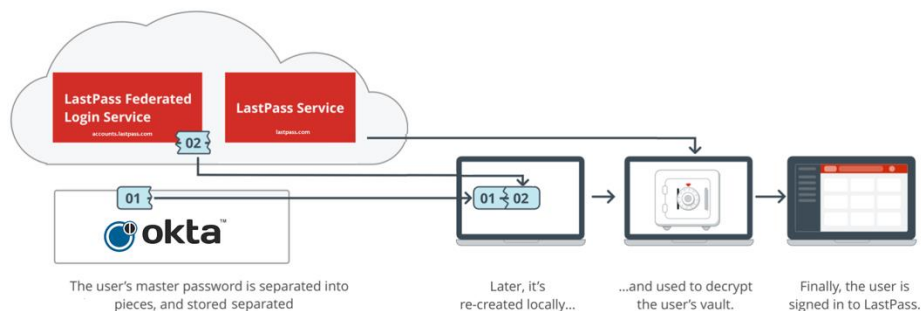 LastPass Federated
Login Service
accounts.lastpass.com
LastPass Service
lastpass.com
02
01
okta™
01 02
The user's master password is separated into
pieces, and stored separated
Later, it's
re-created locally...
...and used to decrypt
the user's vault.
Finally, the user is
signed in to LastPass.